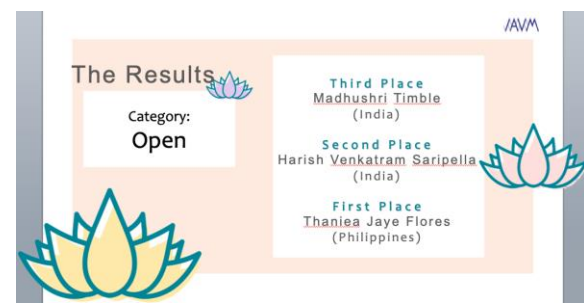 IAVM
The Results
Category:
Open
Third Place
Madhushri Timble
(India)
Second Place
Harish Venkatram Saripella
(India)
First Place
Thaniea Jaye Flores
(Philippines)